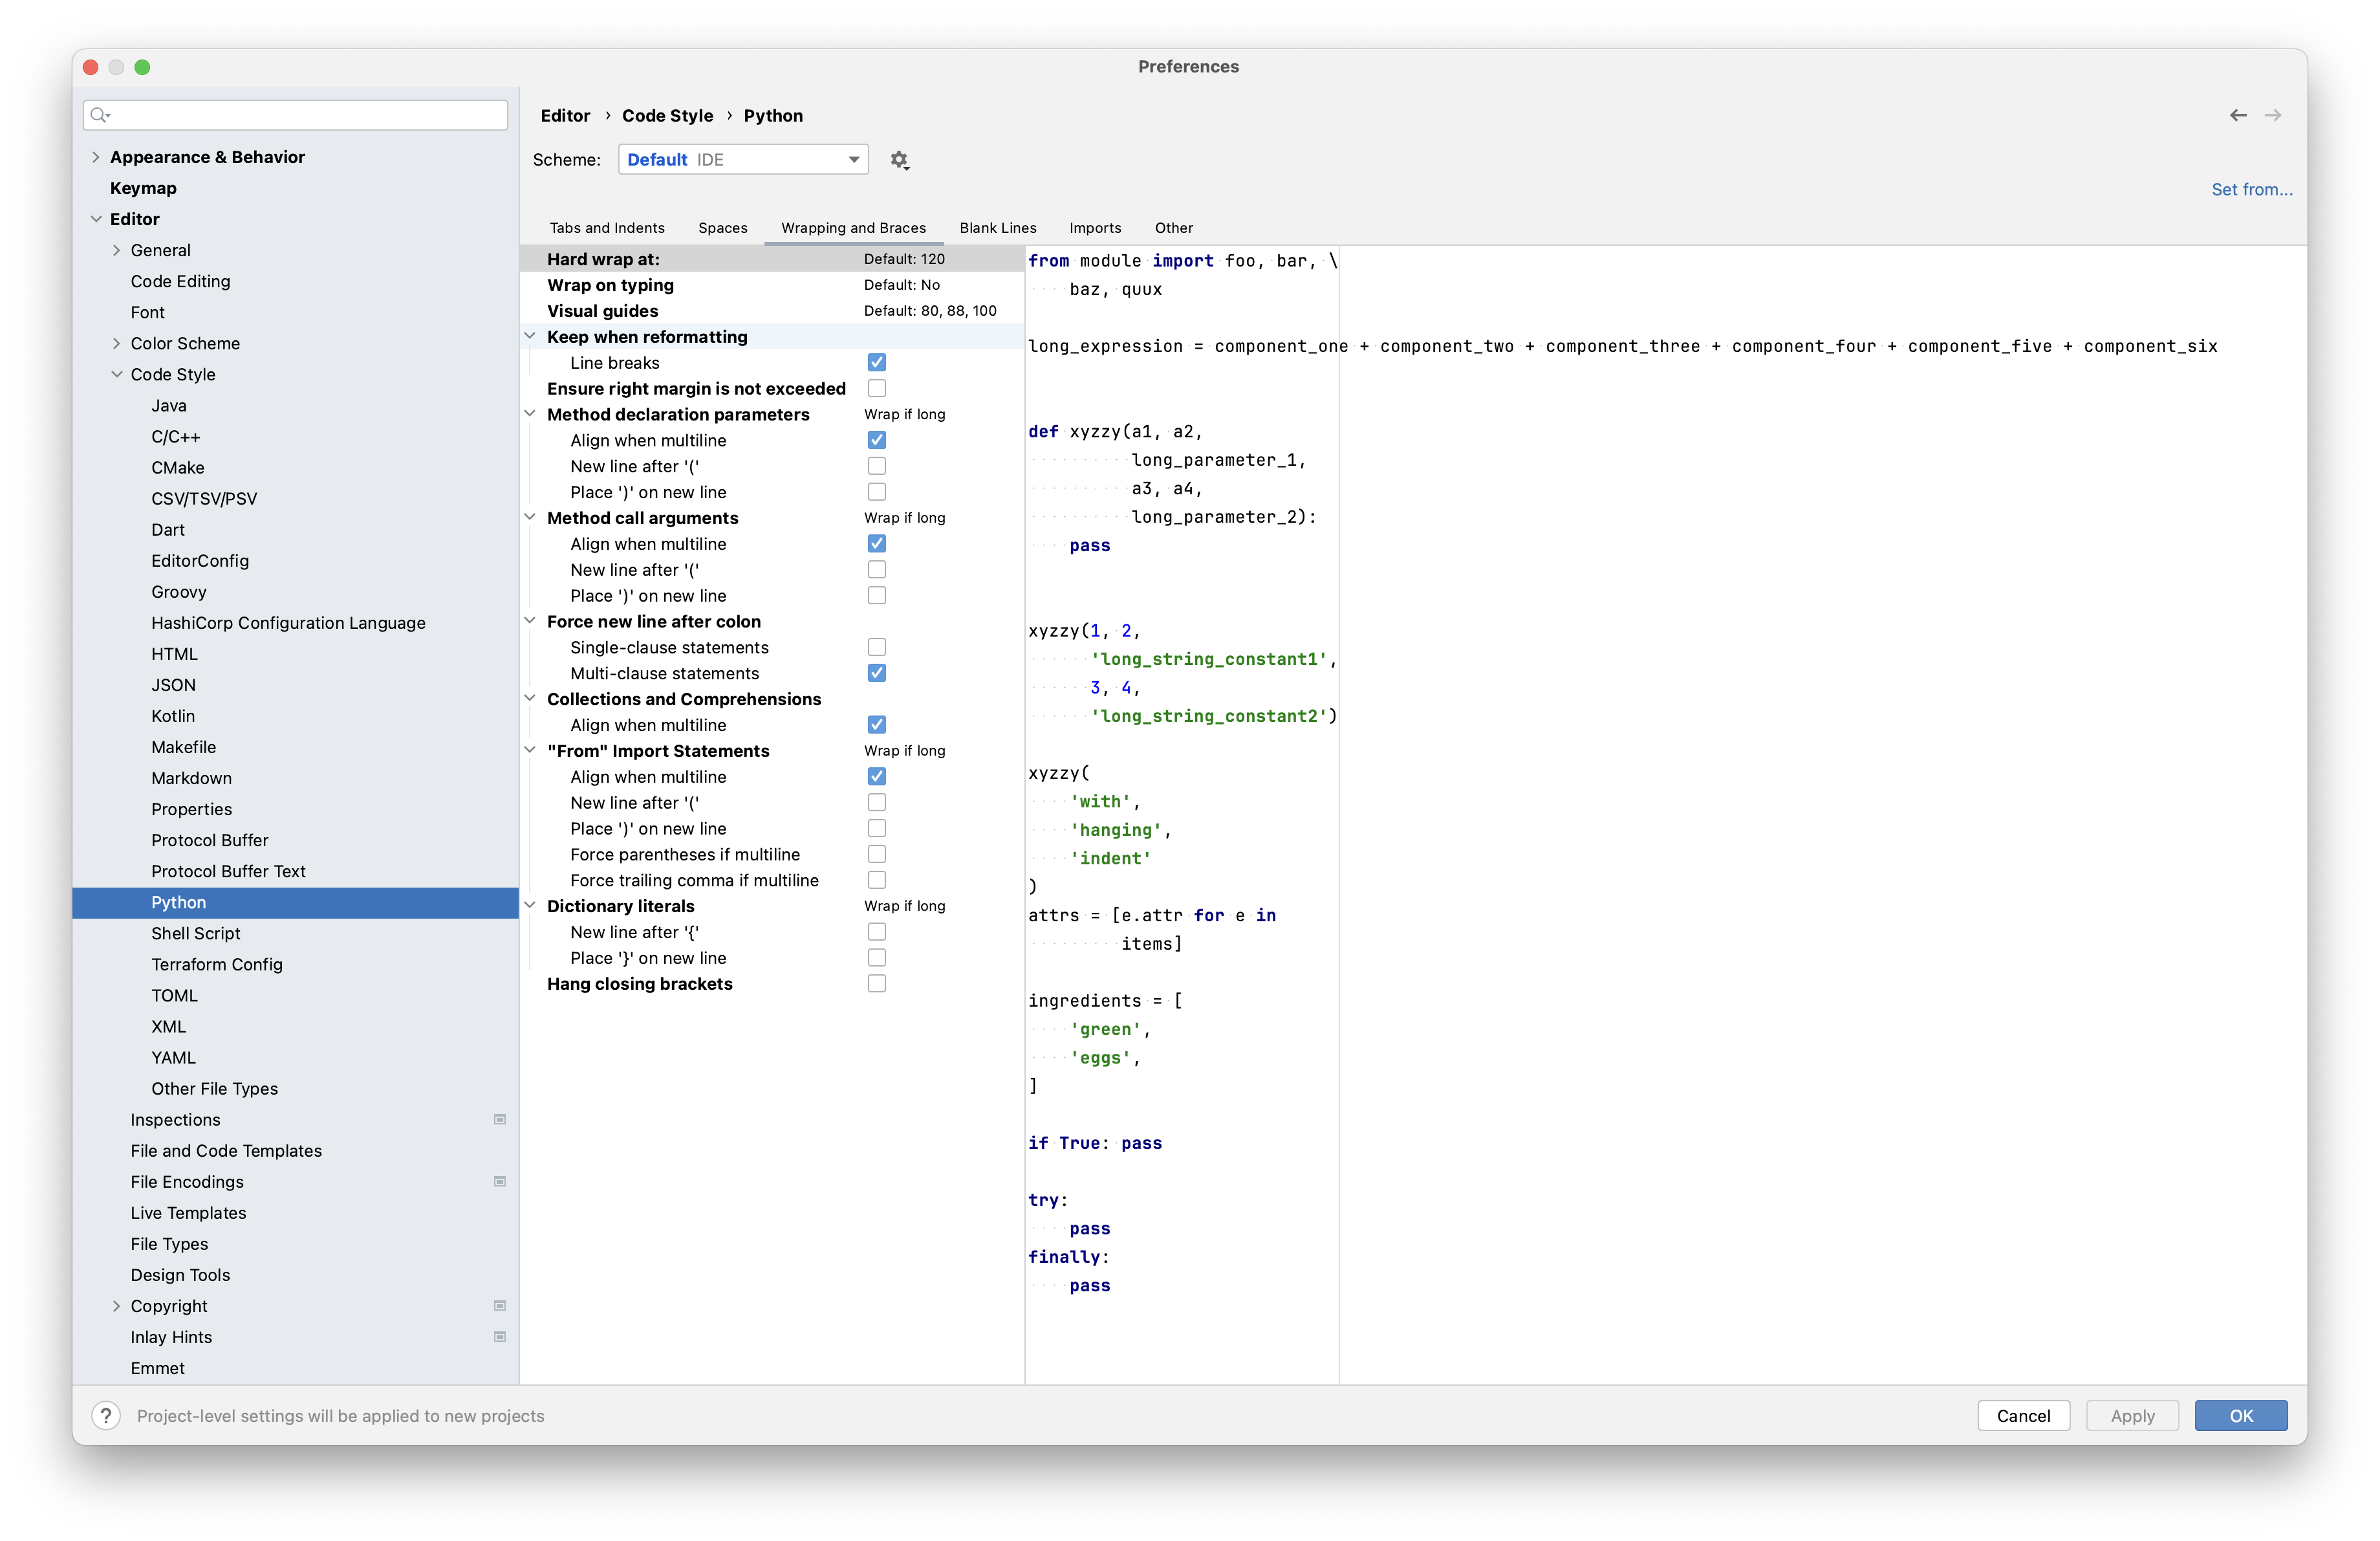 Preferences
Appearance & Behavior
Keymap
Editor
General
Code Editing
Font
Color Scheme
Code Style
Java
C/C++
CMake
CSV/TSV/PSV
Dart
EditorConfig
Groovy
HashiCorp Configuration Language
HTML
JSON
Kotlin
Makefile
Markdown
Properties
Protocol Buffer
Protocol Buffer Text
Python
Shell Script
Terraform Config
TOML
XML
YAML
Other File Types
Inspections
File and Code Templates
File Encodings
Live Templates
File Types
Design Tools
Copyright
Inlay Hints
Emmet
Editor › Code Style › Python
Scheme: Default IDE
Set from...
Tabs and Indents Spaces Wrapping and Braces Blank Lines Imports Other
Hard wrap at: Default: 120
Wrap on typing Default: No
Visual guides Default: 80, 88, 100
Keep when reformatting
Line breaks
Ensure right margin is not exceeded
Method declaration parameters Wrap if long
Align when multiline
New line after '('
Place ')' on new line
Method call arguments Wrap if long
Align when multiline
New line after '('
Place ')' on new line
Force new line after colon
Single-clause statements
Multi-clause statements
Collections and Comprehensions
Align when multiline
"From" Import Statements Wrap if long
Align when multiline
New line after '('
Place ')' on new line
Force parentheses if multiline
Force trailing comma if multiline
Dictionary literals Wrap if long
New line after '{'
Place '}' on new line
Hang closing brackets
from module import foo, bar, \
    baz, quux
long_expression = component_one + component_two + component_three + component_four + component_five + component_six
def xyzzy(a1, a2,
          long_parameter_1,
          a3, a4,
          long_parameter_2):
    pass
xyzzy(1, 2,
      'long_string_constant1',
      3, 4,
      'long_string_constant2')
xyzzy(
    'with',
    'hanging',
    'indent'
)
attrs = [e.attr for e in
         items]
ingredients = [
    'green',
    'eggs',
]
if True: pass
try:
    pass
finally:
    pass
? Project-level settings will be applied to new projects
Cancel Apply OK